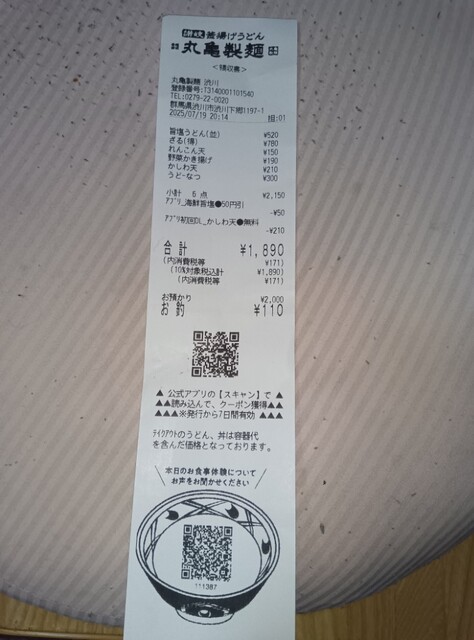 讃岐 釜揚げうどん
丸亀製麺
<領収書>
丸亀製麺 渋川
登録番号:T3140001101540
TEL:0279-22-0020
群馬県渋川市渋川下郷1197-1
2025/07/19 20:14 担:01
旨塩うどん(並) ¥520
ざる(得) ¥780
れんこん天 ¥150
野菜かき揚げ ¥190
かしわ天 ¥210
うどーなつ ¥300
小計 6点 ¥2,150
アプリ_海鮮旨塩●50円引
-¥50
アプリ初回DL_かしわ天●無料
-¥210
合計 ¥1,890
(内消費税等 ¥171)
(10%対象税込計 ¥1,890)
(内消費税等 ¥171)
お預かり ¥2,000
お釣 ¥110
▲ 公式アプリの【スキャン】で ▲
▲▲読み込んで、クーポン獲得▲▲
▲▲▲※発行から7日間有効 ▲▲▲
テイクアウトのうどん、丼は容器代
を含んだ価格となっております。
本日のお食事体験について
お声をお聞かせください
111387